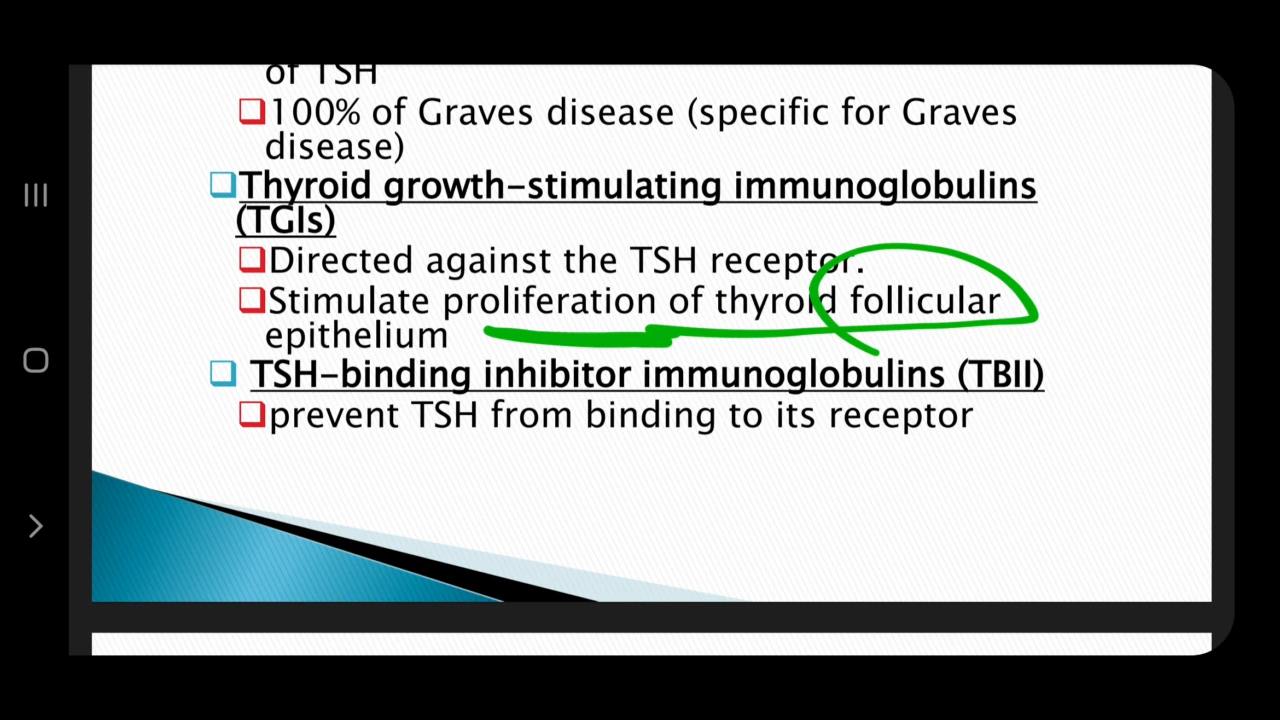 of TSH
100% of Graves disease (specific for Graves
disease)
Thyroid growth-stimulating immunoglobulins
(TGIs)
Directed against the TSH receptor.
Stimulate proliferation of thyroid follicular
epithelium
TSH-binding inhibitor immunoglobulins (TBII)
prevent TSH from binding to its receptor